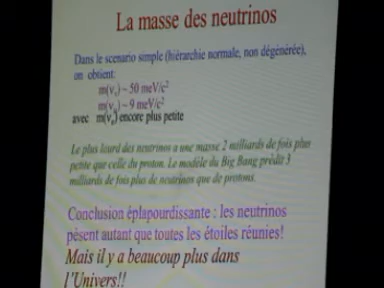 La masse des neutrinos
Dans le scenario simple (hiérarchie normale, non dégénérée),
on obtient:
m(ντ) ~ 50 meV/c²
m(νμ) ~ 9 meV/c²
avec m(νe) encore plus petite
Le plus lourd des neutrinos a une masse 2 milliards de fois plus
petite que celle du proton. Le modèle du Big Bang prédit 3
milliards de fois plus de neutrinos que de protons.
Conclusion éplapourdissante : les neutrinos
pèsent autant que toutes les étoiles réunies!
Mais il y a beaucoup plus dans
l'Univers!!